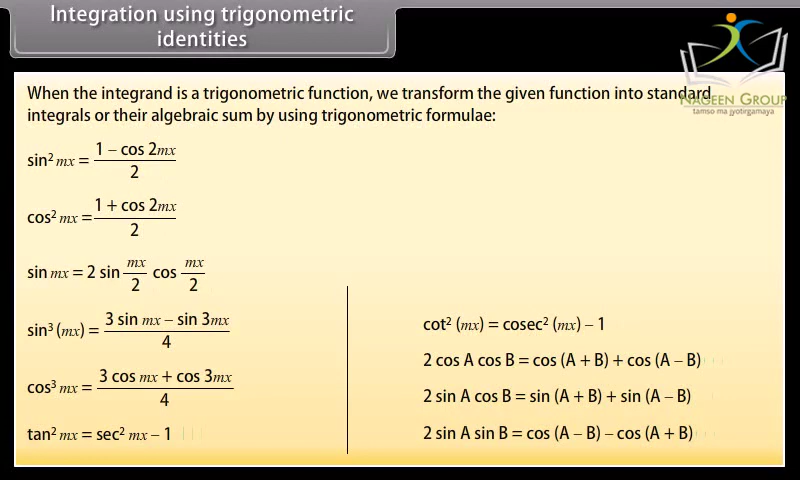 Integration using trigonometric
identities
NAGEEN GROUP
tamso ma jyotirgamaya
When the integrand is a trigonometric function, we transform the given function into standard
integrals or their algebraic sum by using trigonometric formulae:
sin² mx = (1 – cos 2mx)/2
cos² mx = (1 + cos 2mx)/2
sin mx = 2 sin mx/2 cos mx/2
sin³ (mx) = (3 sin mx – sin 3mx)/4
cos³ mx = (3 cos mx + cos 3mx)/4
tan² mx = sec² mx – 1
cot² (mx) = cosec² (mx) – 1
2 cos A cos B = cos (A + B) + cos (A – B)
2 sin A cos B = sin (A + B) + sin (A – B)
2 sin A sin B = cos (A – B) – cos (A + B)